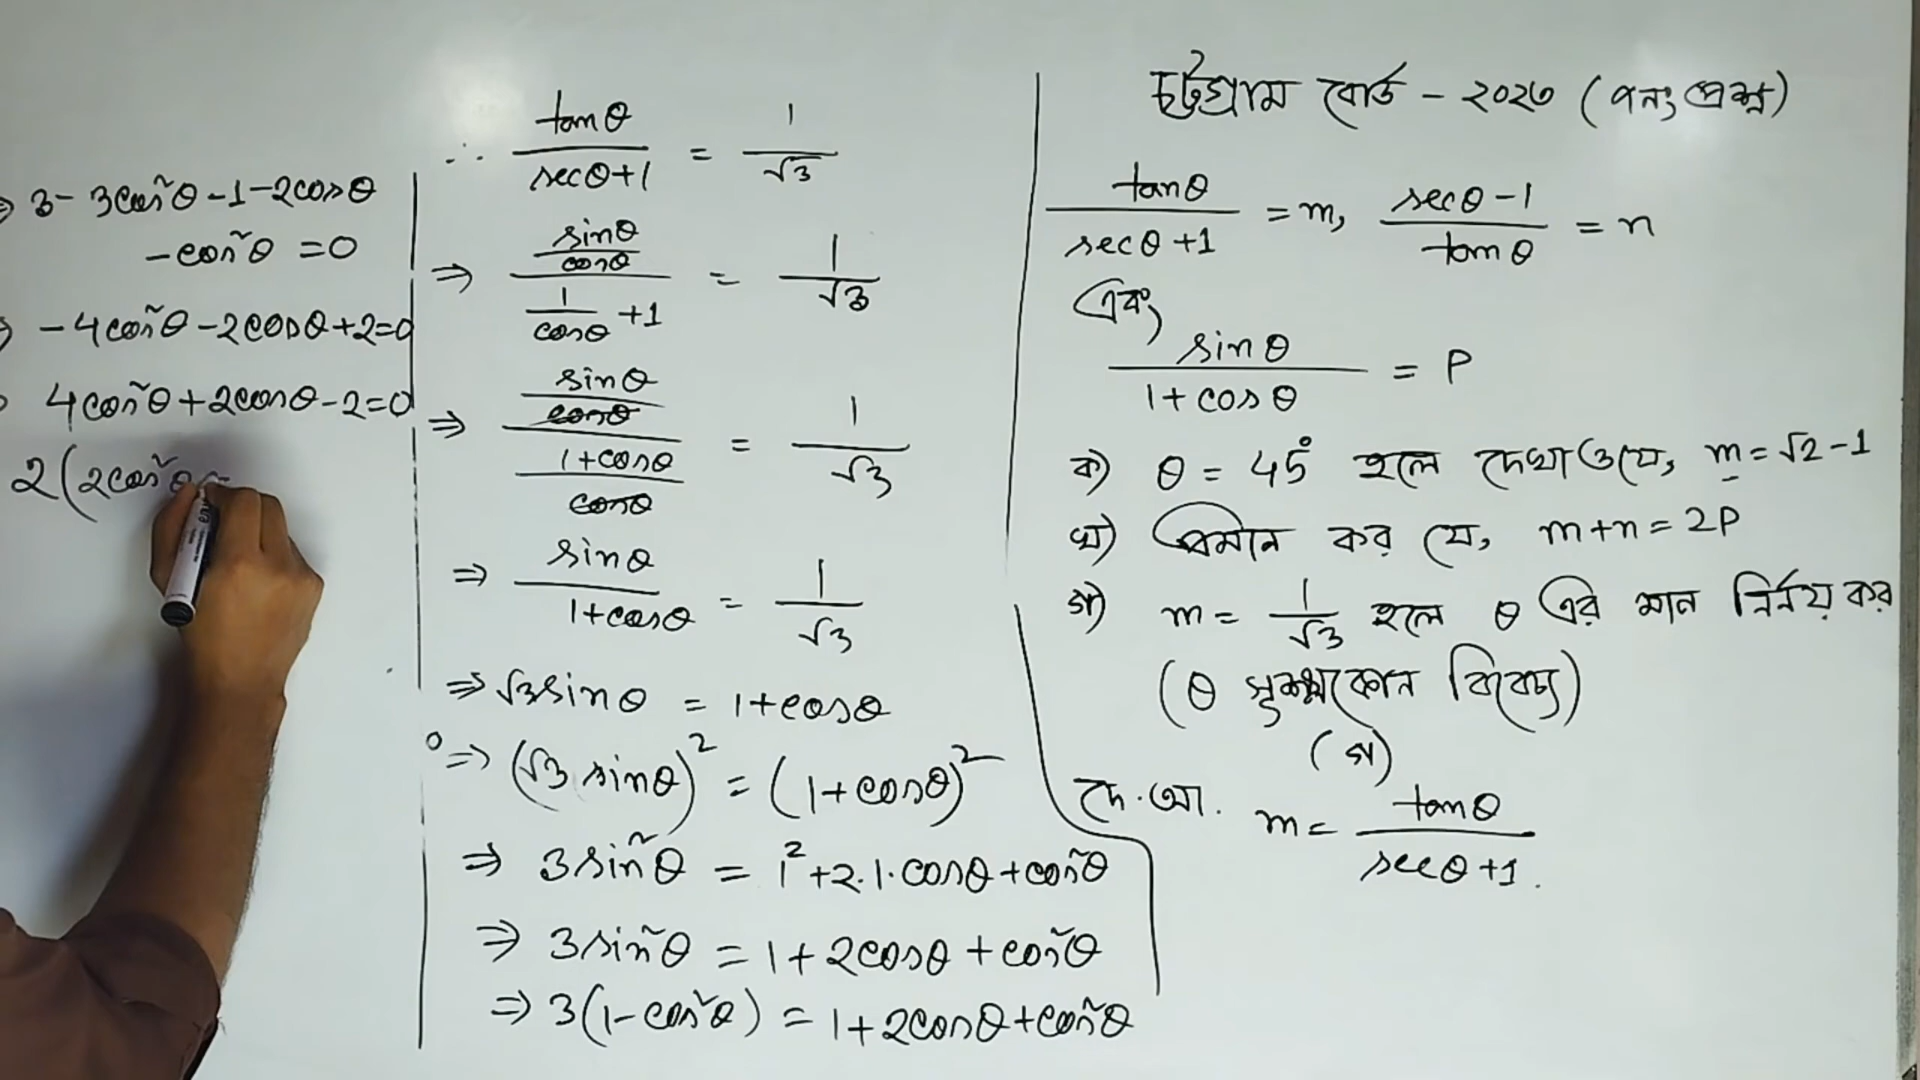 চট্টগ্রাম বোর্ড - ২০২৩ (৭নং প্রশ্ন)
tanθ/(secθ+1) = m, (secθ-1)/tanθ = n
এবং
sinθ/(1+cosθ) = P
ক) θ = 45° হলে দেখাও যে, m = √2-1
খ) প্রমান কর যে, m+n = 2P
গ) m = 1/√3 হলে θ এর মান নির্নয় কর
(θ সূক্ষ্মকোন বিবেচ্য)
(গ)
দে.আ. m = tanθ/(secθ+1).
∴ tanθ/(secθ+1) = 1/√3
⇒ (sinθ/cosθ)/(1/cosθ +1) = 1/√3
⇒ (sinθ/cosθ)/((1+cosθ)/cosθ) = 1/√3
⇒ sinθ/(1+cosθ) = 1/√3
⇒ √3sinθ = 1+cosθ
⇒ (√3 sinθ)² = (1+cosθ)²
⇒ 3sin²θ = 1²+2.1.cosθ+cos²θ
⇒ 3sin²θ = 1+2cosθ+cos²θ
⇒ 3(1-cos²θ) = 1+2cosθ+cos²θ
⇒ 3-3cos²θ-1-2cosθ
-cos²θ = 0
⇒ -4cos²θ-2cosθ+2=0
4cos²θ+2cosθ-2=0
2(2cos²θ